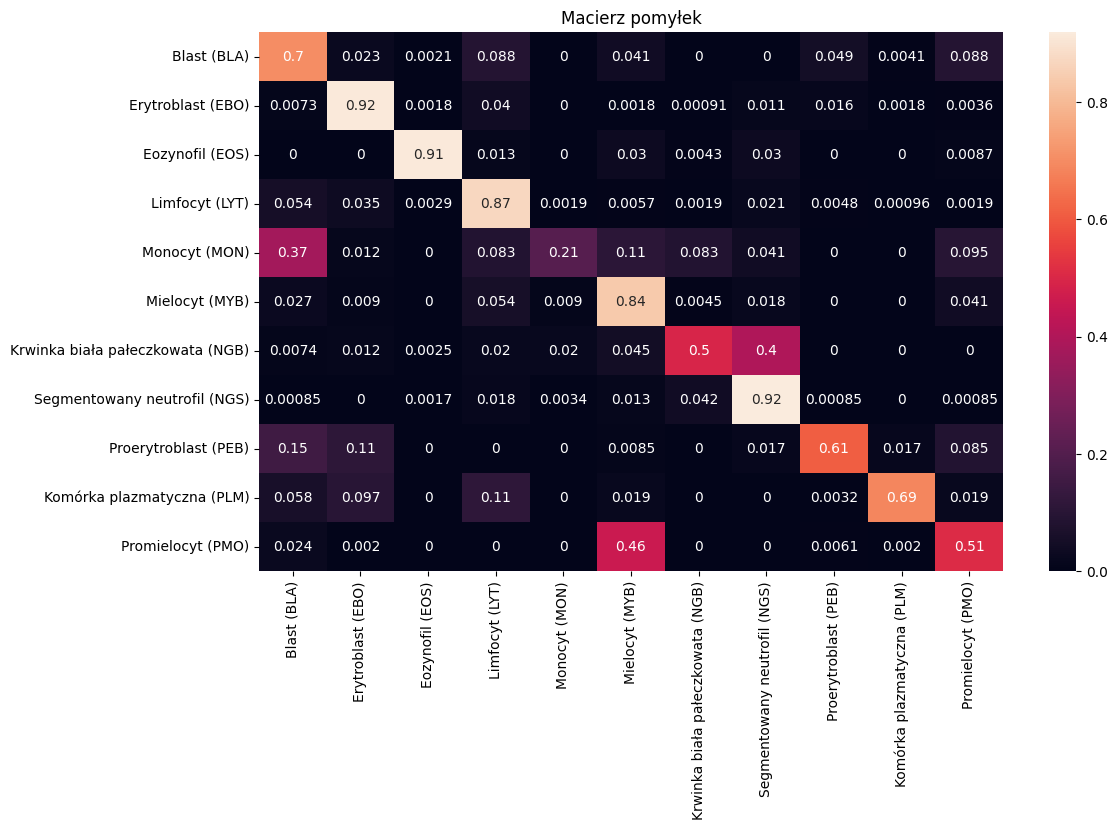 Macierz pomyłek
Blast (BLA) 0.7 0.023 0.0021 0.088 0 0.041 0 0 0.049 0.0041 0.088
Erytroblast (EBO) 0.0073 0.92 0.0018 0.04 0 0.0018 0.00091 0.011 0.016 0.0018 0.0036
Eozynofil (EOS) 0 0 0.91 0.013 0 0.03 0.0043 0.03 0 0 0.0087
Limfocyt (LYT) 0.054 0.035 0.0029 0.87 0.0019 0.0057 0.0019 0.021 0.0048 0.00096 0.0019
Monocyt (MON) 0.37 0.012 0 0.083 0.21 0.11 0.083 0.041 0 0 0.095
Mielocyt (MYB) 0.027 0.009 0 0.054 0.009 0.84 0.0045 0.018 0 0 0.041
Krwinka biała pałeczkowata (NGB) 0.0074 0.012 0.0025 0.02 0.02 0.045 0.5 0.4 0 0 0
Segmentowany neutrofil (NGS) 0.00085 0 0.0017 0.018 0.0034 0.013 0.042 0.92 0.00085 0 0.00085
Proerytroblast (PEB) 0.15 0.11 0 0 0 0.0085 0 0.017 0.61 0.017 0.085
Komórka plazmatyczna (PLM) 0.058 0.097 0 0.11 0 0.019 0 0 0.0032 0.69 0.019
Promielocyt (PMO) 0.024 0.002 0 0 0 0.46 0 0 0.0061 0.002 0.51
Blast (BLA)
Erytroblast (EBO)
Eozynofil (EOS)
Limfocyt (LYT)
Monocyt (MON)
Mielocyt (MYB)
Krwinka biała pałeczkowata (NGB)
Segmentowany neutrofil (NGS)
Proerytroblast (PEB)
Komórka plazmatyczna (PLM)
Promielocyt (PMO)
0.8
0.6
0.4
0.2
0.0